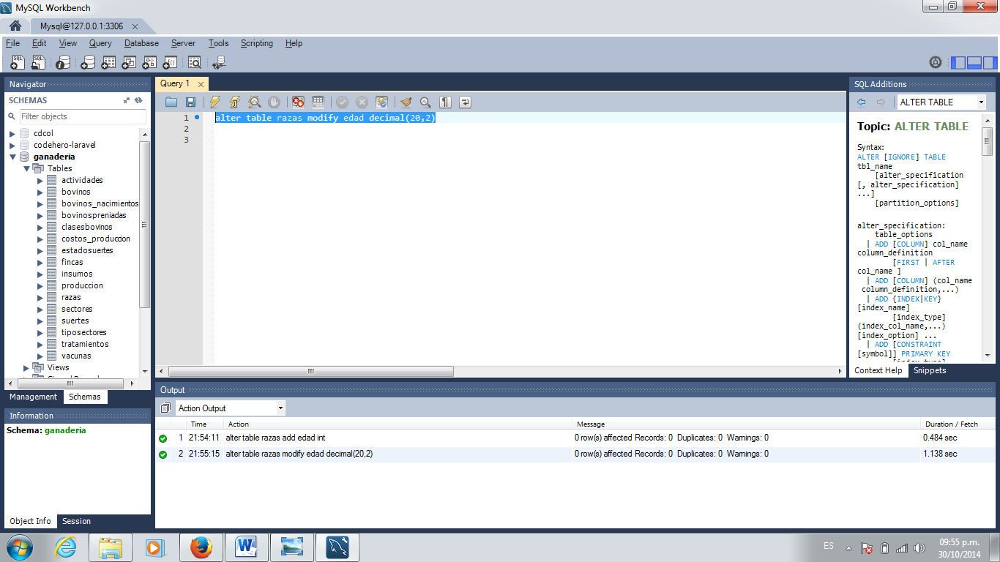 MySQL Workbench
Mysql@127.0.0.1:3306
File Edit View Query Database Server Tools Scripting Help
Navigator
SCHEMAS
Filter objects
cdcol
codehero-laravel
ganaderia
Tables
actividades
bovinos
bovinos_nacimientos
bovinospreniadas
clasesbovinos
costos_produccion
estadosuertes
fincas
insumos
produccion
razas
sectores
suertes
tiposectores
tratamientos
vacunas
Views
Management Schemas
Information
Schema: ganaderia
Object Info Session
Query 1
1 alter table razas modify edad decimal(20,2)
2
3
SQL Additions
ALTER TABLE
Topic: ALTER TABLE
Syntax:
ALTER [IGNORE] TABLE
tbl_name
[alter_specification
[, alter_specification]
...]
[partition_options]
alter_specification:
table_options
| ADD [COLUMN] col_name
column_definition
[FIRST | AFTER
col_name ]
| ADD [COLUMN] (col_name
column_definition,...)
| ADD {INDEX|KEY}
[index_name]
[index_type]
(index_col_name,...)
[index_option] ...
| ADD [CONSTRAINT
[symbol]] PRIMARY KEY
Context Help Snippets
Output
Action Output
Time Action Message Duration / Fetch
1 21:54:11 alter table razas add edad int 0 row(s) affected Records: 0 Duplicates: 0 Warnings: 0 0.484 sec
2 21:55:15 alter table razas modify edad decimal(20,2) 0 row(s) affected Records: 0 Duplicates: 0 Warnings: 0 1.138 sec
ES
09:55 p.m.
30/10/2014